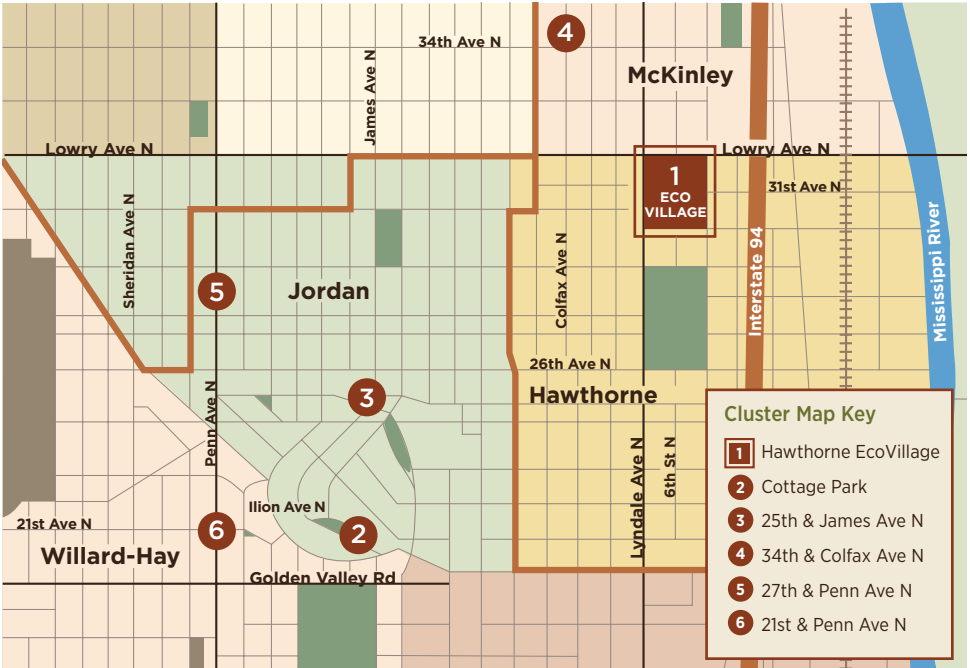 4
34th Ave N
McKinley
James Ave N
Lowry Ave N
Lowry Ave N
1
ECO
VILLAGE
31st Ave N
Sheridan Ave N
Colfax Ave N
Interstate 94
Mississippi River
5
Jordan
26th Ave N
3
Hawthorne
Penn Ave N
Lyndale Ave N
6th St N
Ilion Ave N
21st Ave N
6
2
Willard-Hay
Golden Valley Rd
Cluster Map Key
1 Hawthorne EcoVillage
2 Cottage Park
3 25th & James Ave N
4 34th & Colfax Ave N
5 27th & Penn Ave N
6 21st & Penn Ave N